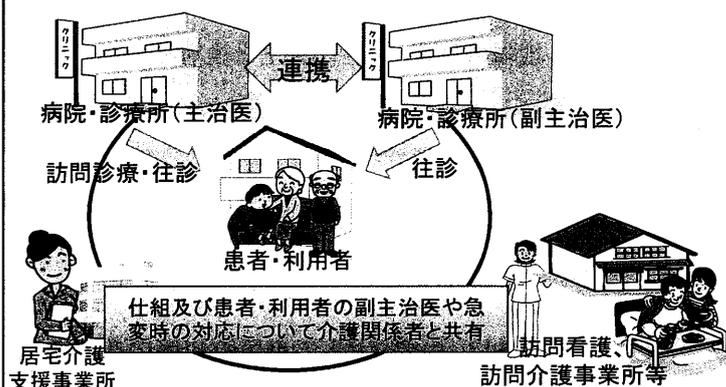 クリニック
クリニック
連携
病院・診療所(主治医)
病院・診療所(副主治医)
訪問診療・往診
往診
患者・利用者
仕組及び患者・利用者の副主治医や急
変時の対応について介護関係者と共有
居宅介護
支援事業所
訪問看護、
訪問介護事業所等